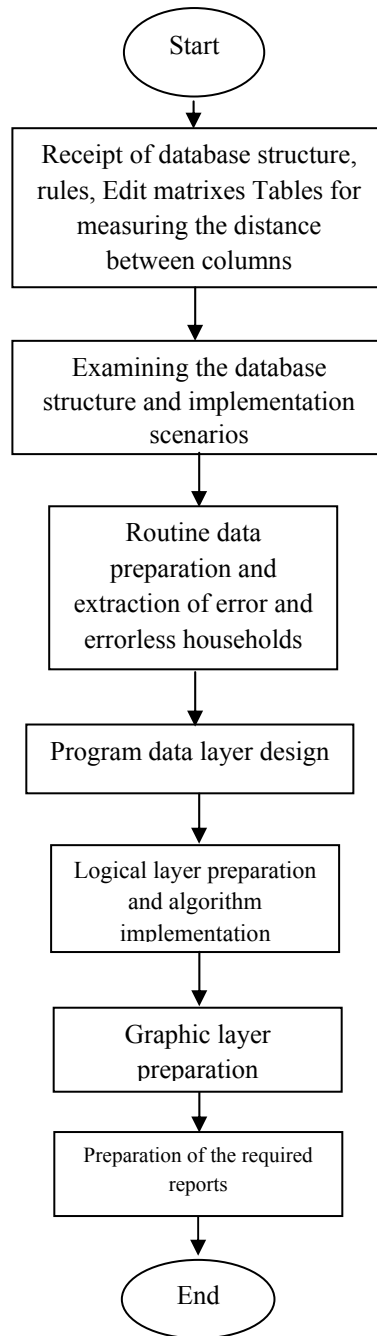 Start
Receipt of database structure,
rules, Edit matrixes Tables for
measuring the distance
between columns
Examining the database
structure and implementation
scenarios
Routine data
preparation and
extraction of error and
errorless households
Program data layer design
Logical layer preparation
and algorithm
implementation
Graphic layer
preparation
Preparation of the required
reports
End